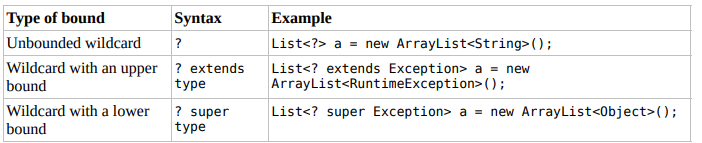 Type of bound Syntax Example
Unbounded wildcard ? List<?> a = new ArrayList<String>();
Wildcard with an upper bound ? extends type List<? extends Exception> a = new ArrayList<RuntimeException>();
Wildcard with a lower bound ? super type List<? super Exception> a = new ArrayList<Object>();